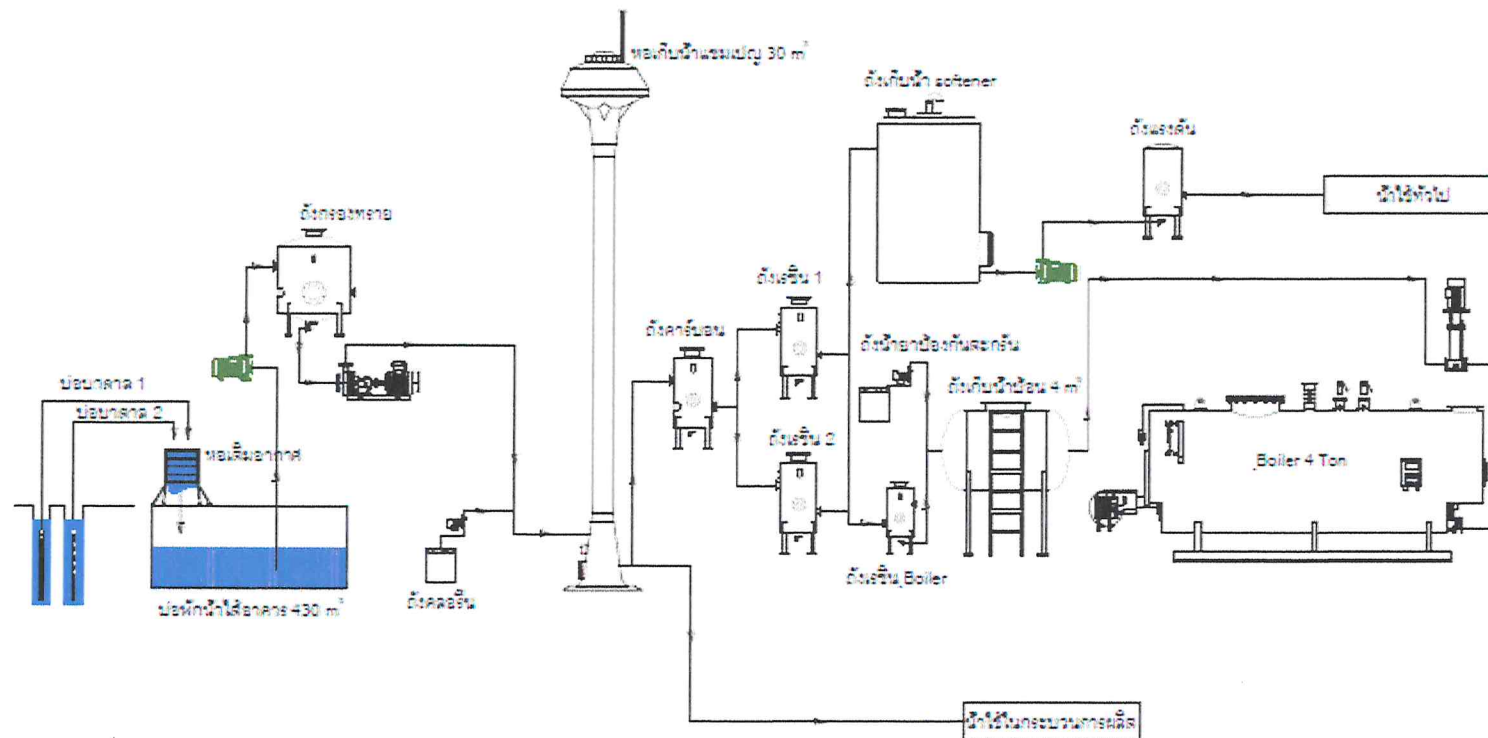 หอเก็บน้ำแชมเปญ 30 m³
ถังเก็บน้ำ softener
ถังแรงดัน
น้ำใช้ทั่วไป
ถังกรองทราย
ถังเรซิ่น 1
ถังคาร์บอน
ถังน้ำยาป้องกันตะกรัน
ถังเก็บน้ำป้อน 4 m³
บ่อบาดาล 1
บ่อบาดาล 2
หอเติมอากาศ
ถังเรซิ่น 2
Boiler 4 Ton
ถังเรซิ่น Boiler
ถังคลอรีน
บ่อพักน้ำใต้อาคาร 430 m³
น้ำใช้ในกระบวนการผลิต